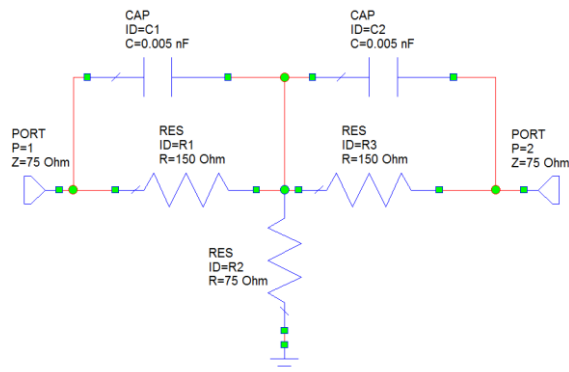 CAP
ID=C1
C=0.005 nF
CAP
ID=C2
C=0.005 nF
PORT
P=1
Z=75 Ohm
RES
ID=R1
R=150 Ohm
RES
ID=R3
R=150 Ohm
PORT
P=2
Z=75 Ohm
RES
ID=R2
R=75 Ohm